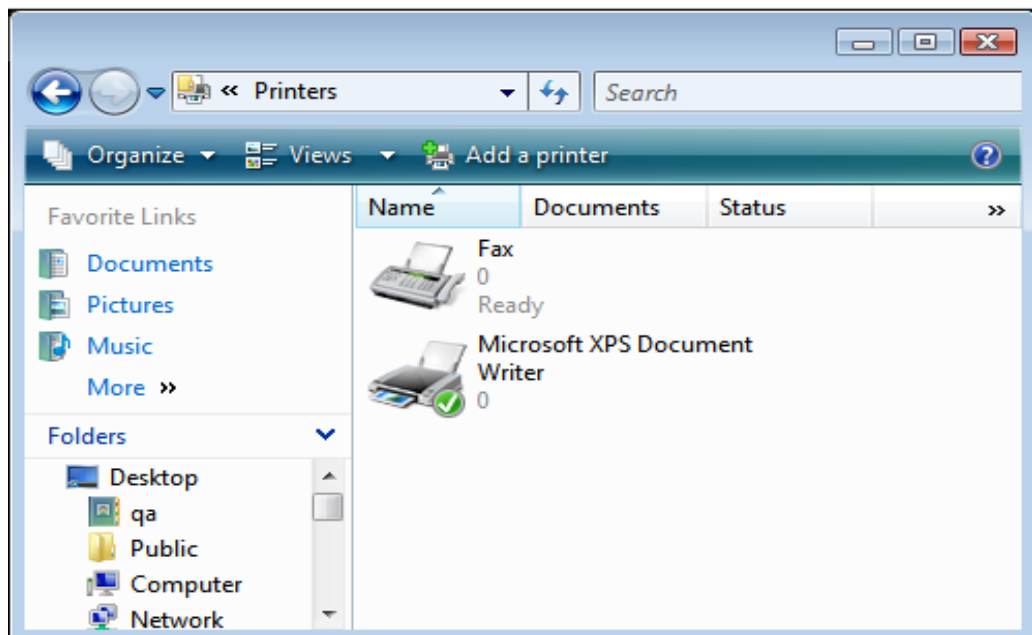 « Printers
Search
Organize Views Add a printer
Favorite Links
Documents
Pictures
Music
More »
Folders
Desktop
qa
Public
Computer
Network
Name Documents Status »
Fax
0
Ready
Microsoft XPS Document
Writer
0